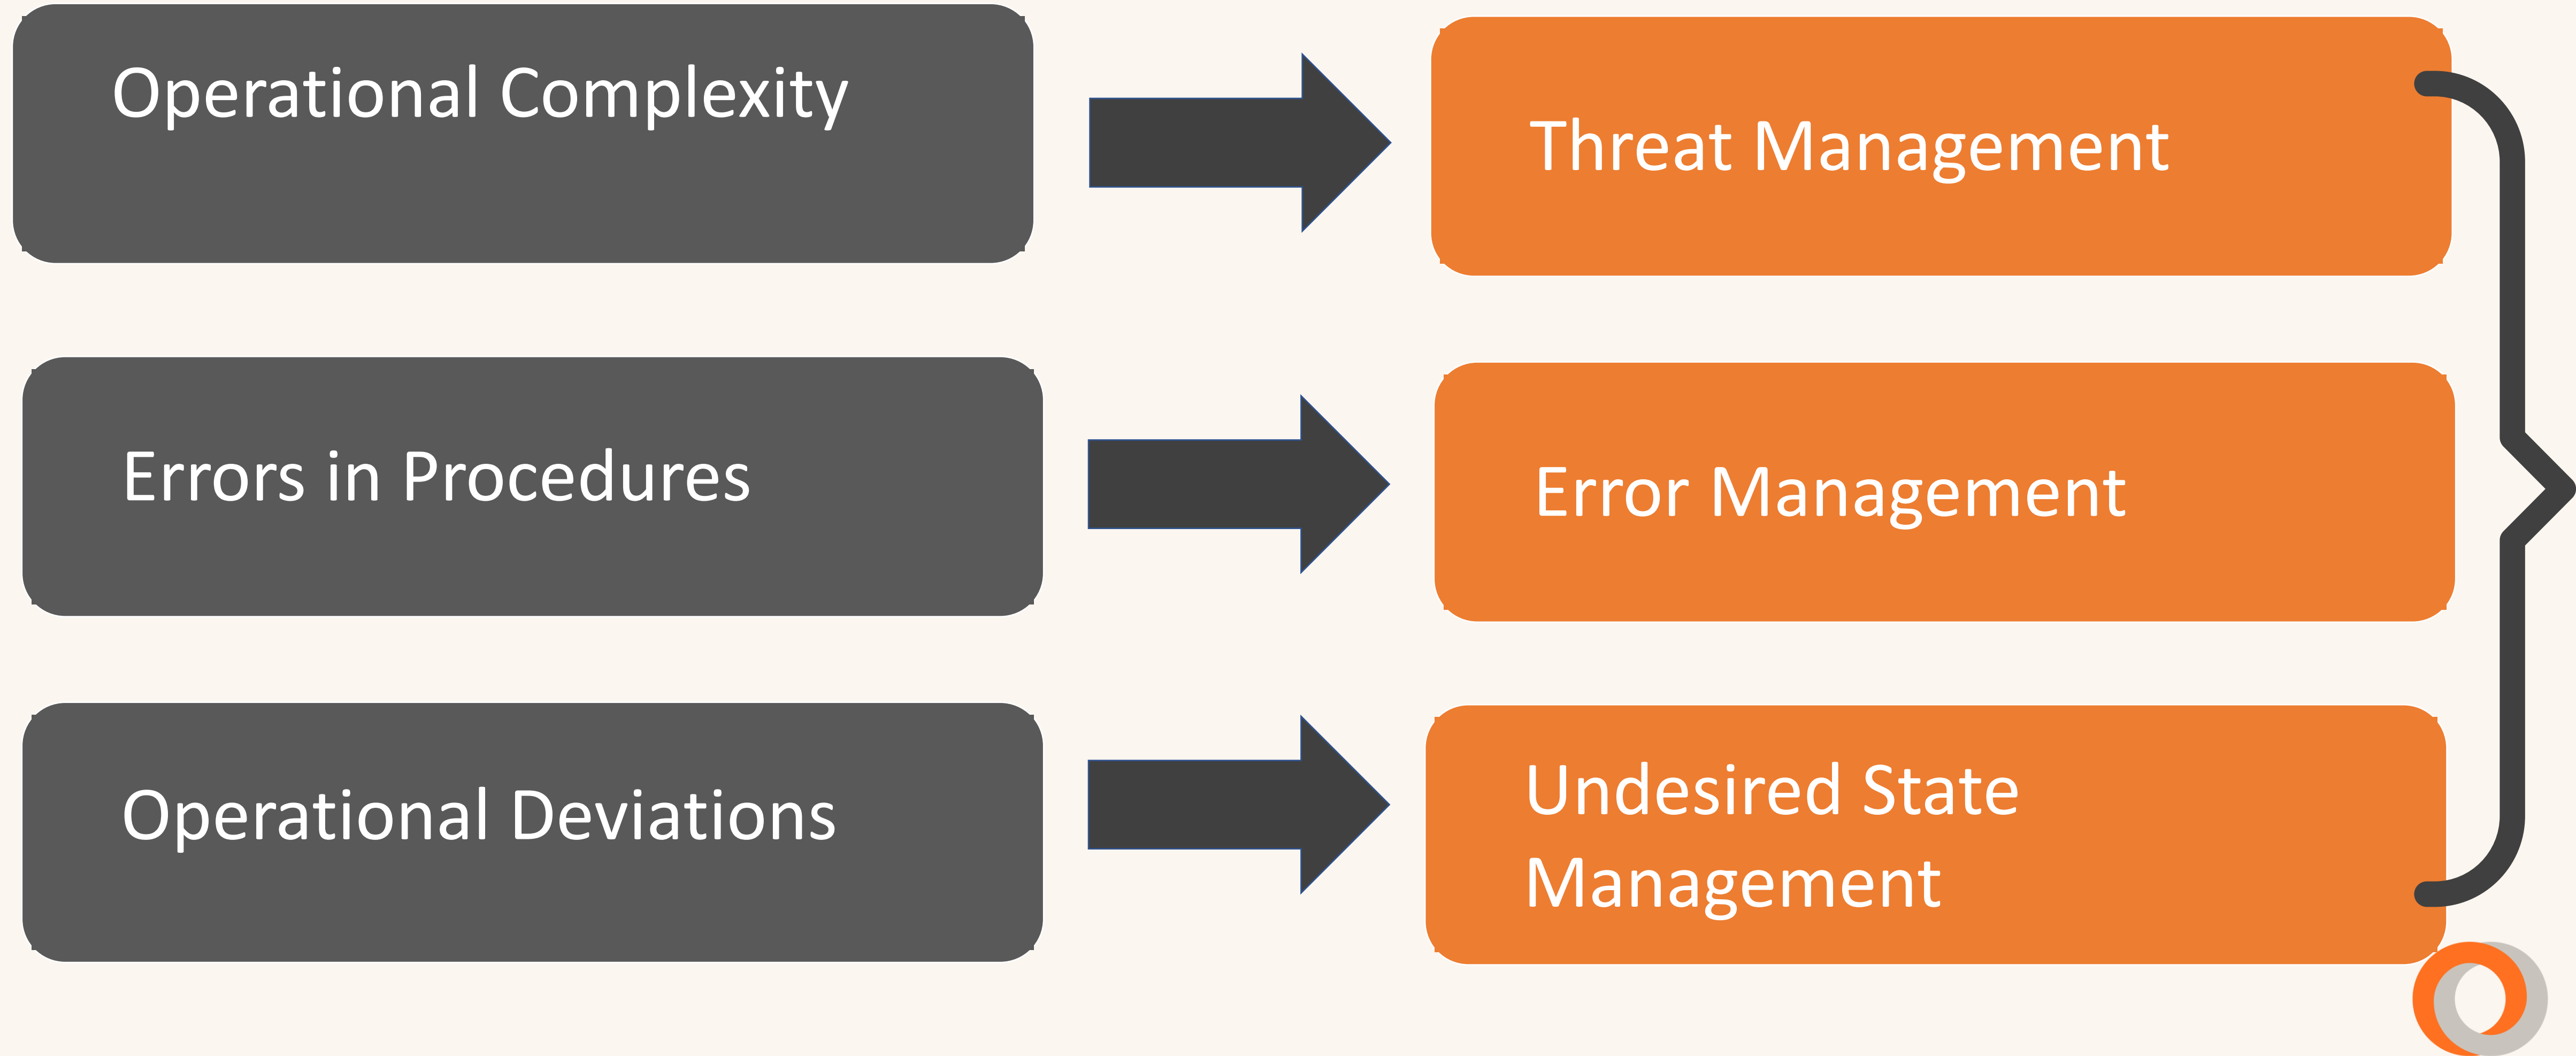 Operational Complexity
Threat Management
Errors in Procedures
Error Management
Operational Deviations
Undesired State
Management